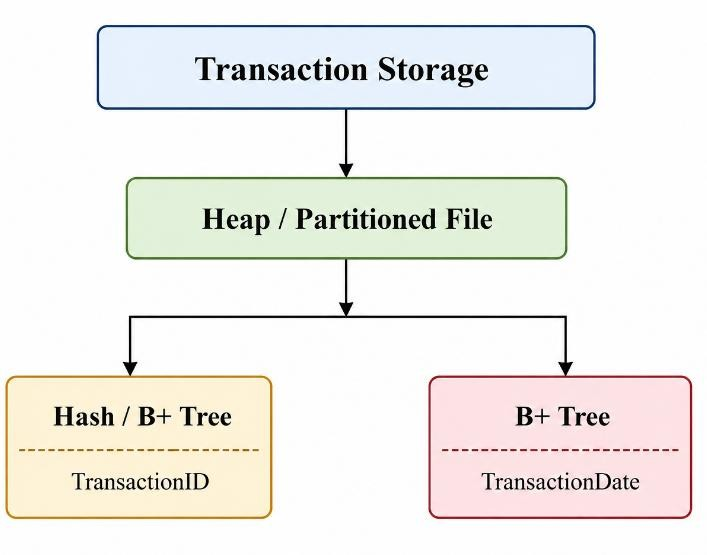 Transaction Storage
Heap / Partitioned File
Hash / B+ Tree
TransactionID
B+ Tree
TransactionDate